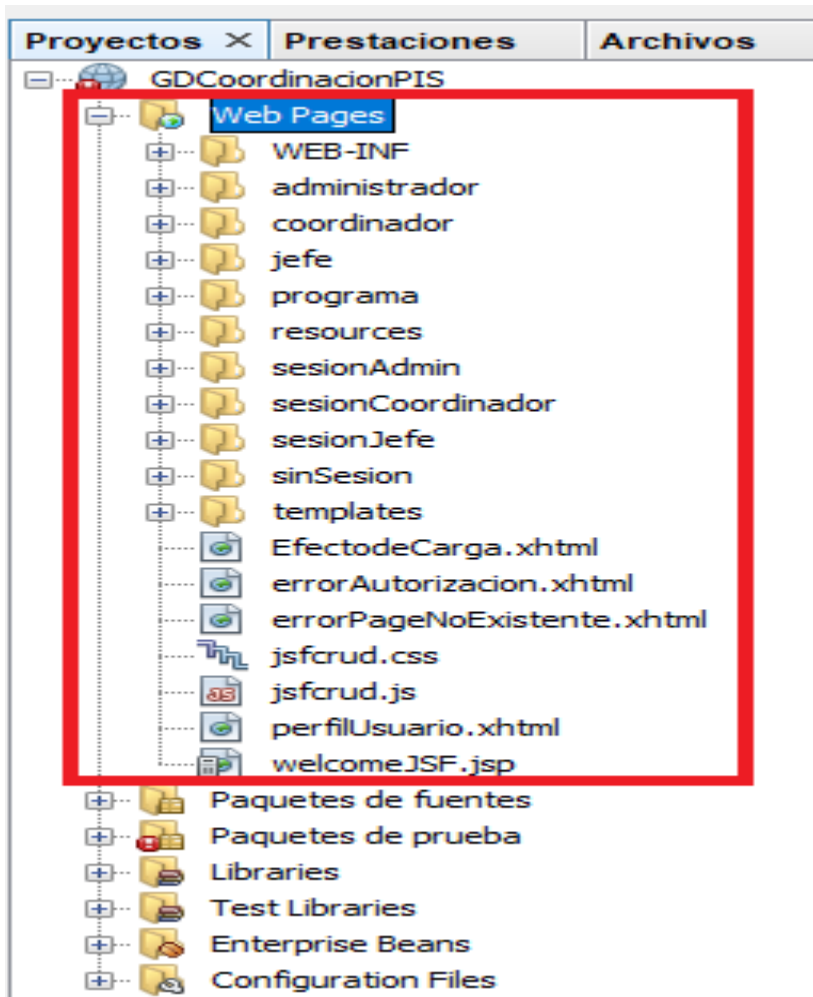 Proyectos × Prestaciones Archivos
GDCoordinacionPIS
Web Pages
WEB-INF
administrador
coordinador
jefe
programa
resources
sesionAdmin
sesionCoordinador
sesionJefe
sinSesion
templates
EfectodeCarga.xhtml
errorAutorizacion.xhtml
errorPageNoExistente.xhtml
jsfcrud.css
jsfcrud.js
perfilUsuario.xhtml
welcomeJSF.jsp
Paquetes de fuentes
Paquetes de prueba
Libraries
Test Libraries
Enterprise Beans
Configuration Files